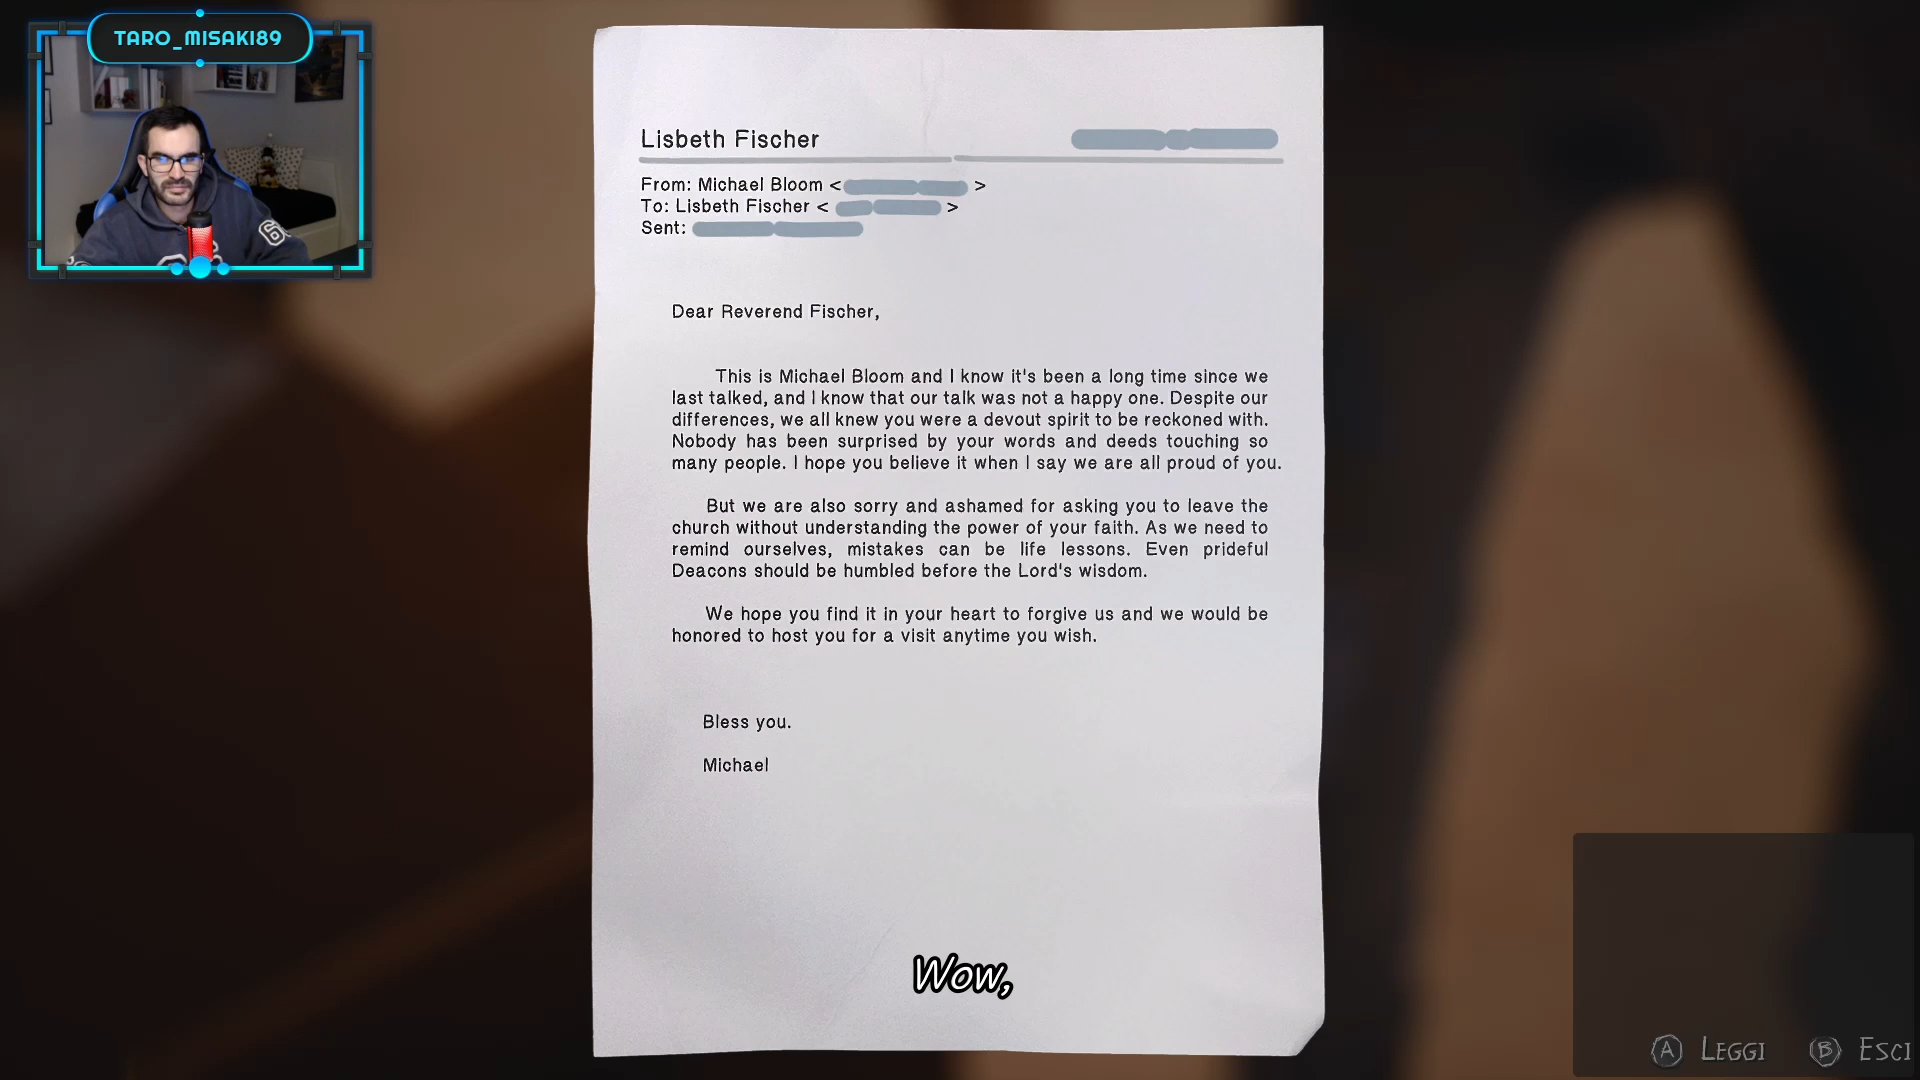 TARO_MISAKI89
Lisbeth Fischer
From: Michael Bloom < >
To: Lisbeth Fischer < >
Sent:
Dear Reverend Fischer,
This is Michael Bloom and I know it's been a long time since we
last talked, and I know that our talk was not a happy one. Despite our
differences, we all knew you were a devout spirit to be reckoned with.
Nobody has been surprised by your words and deeds touching so
many people. I hope you believe it when I say we are all proud of you.
But we are also sorry and ashamed for asking you to leave the
church without understanding the power of your faith. As we need to
remind ourselves, mistakes can be life lessons. Even prideful
Deacons should be humbled before the Lord's wisdom.
We hope you find it in your heart to forgive us and we would be
honored to host you for a visit anytime you wish.
Bless you.
Michael
Wow,
A LEGGI B ESCI